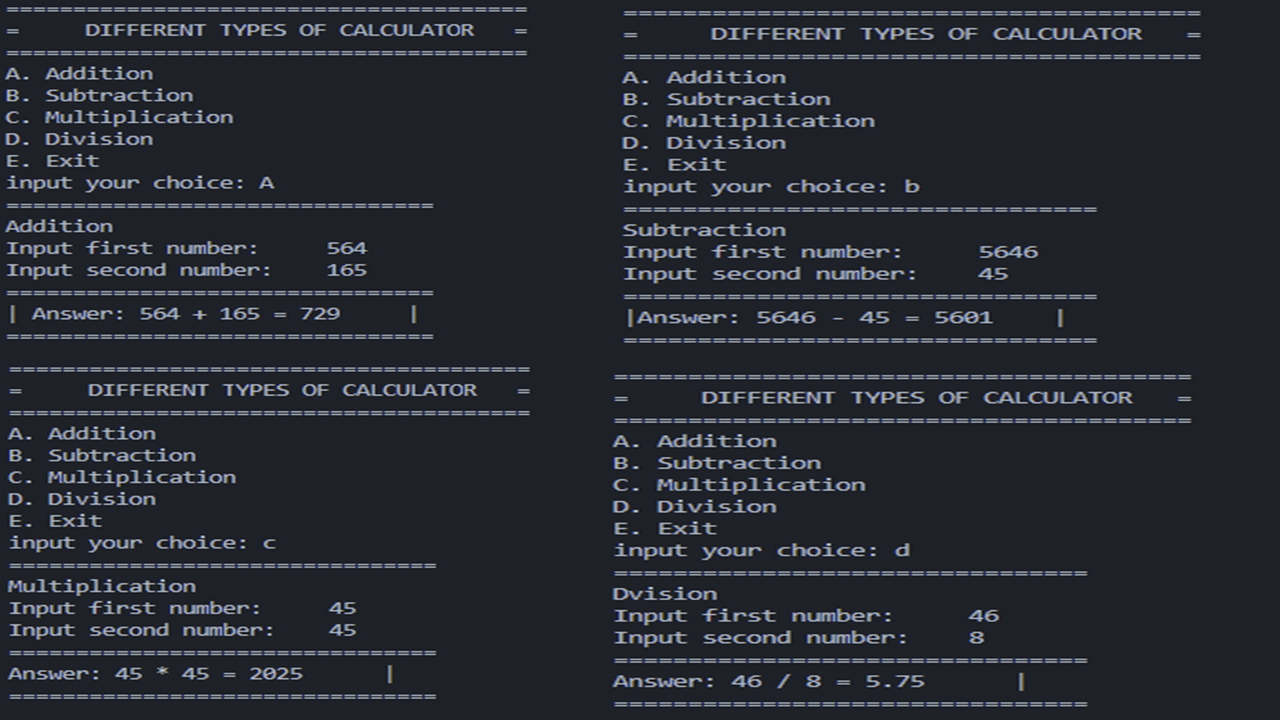 =======================================
=     DIFFERENT TYPES OF CALCULATOR   =
=======================================
A. Addition
B. Subtraction
C. Multiplication
D. Division
E. Exit
input your choice: A
================================
Addition
Input first number:     564
Input second number:    165
================================
| Answer: 564 + 165 = 729     |
================================
=======================================
=     DIFFERENT TYPES OF CALCULATOR   =
=======================================
A. Addition
B. Subtraction
C. Multiplication
D. Division
E. Exit
input your choice: b
================================
Subtraction
Input first number:     5646
Input second number:    45
================================
|Answer: 5646 - 45 = 5601    |
================================
=======================================
=     DIFFERENT TYPES OF CALCULATOR   =
=======================================
A. Addition
B. Subtraction
C. Multiplication
D. Division
E. Exit
input your choice: c
================================
Multiplication
Input first number:     45
Input second number:    45
================================
Answer: 45 * 45 = 2025      |
================================
=======================================
=     DIFFERENT TYPES OF CALCULATOR   =
=======================================
A. Addition
B. Subtraction
C. Multiplication
D. Division
E. Exit
input your choice: d
================================
Dvision
Input first number:     46
Input second number:    8
================================
Answer: 46 / 8 = 5.75      |
================================